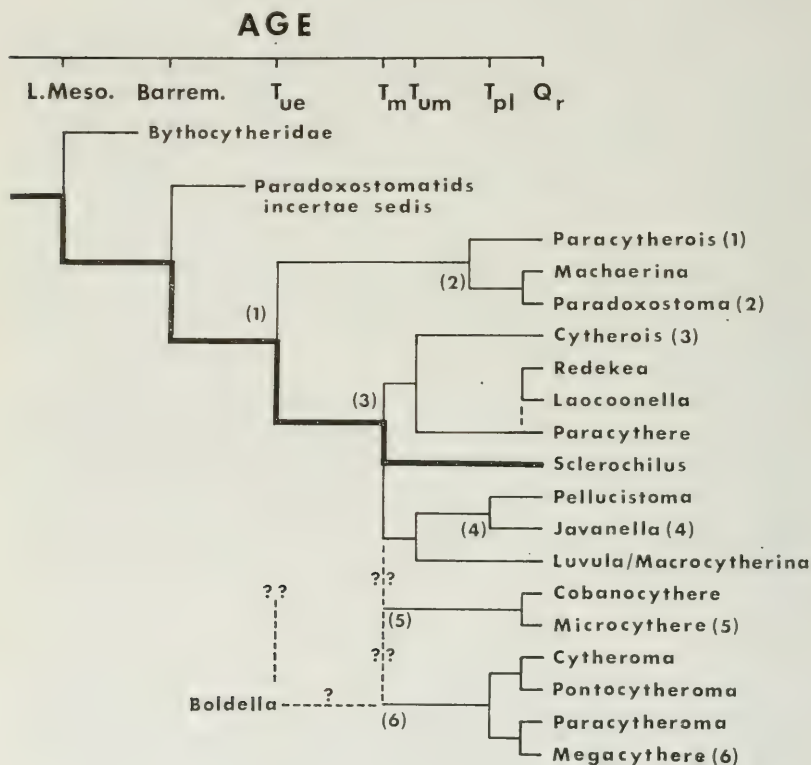 AGE
L.Meso. Barrem. Tue Tm Tum Tpl Qr
Bythocytheridae
Paradoxostomatids
incertae sedis
Paracytherois (1)
Machaerina
(2)
Paradoxostoma (2)
(1)
Cytherois (3)
Redekea
(3)
Laocoonella
Paracythere
Sclerochilus
Pellucistoma
(4)
Javanella (4)
Luvula/Macrocytherina
??
??
Cobanocythere
(5)
Microcythere (5)
??
Cytheroma
?
Boldella
Pontocytheroma
(6)
Paracytheroma
Megacythere (6)